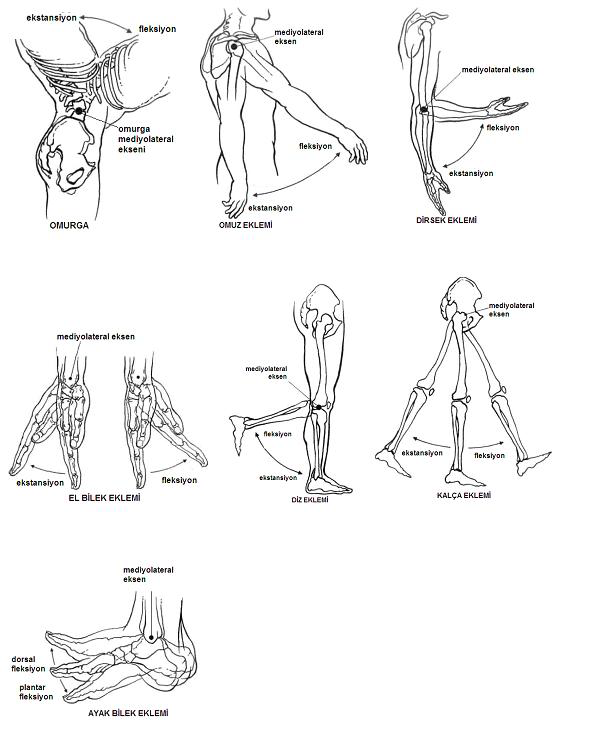 ekstansiyon
fleksiyon
omurga
mediyolateral
ekseni
OMURGA
mediyolateral
eksen
fleksiyon
ekstansiyon
OMUZ EKLEMİ
mediyolateral eksen
fleksiyon
ekstansiyon
DİRSEK EKLEMİ
mediyolateral eksen
ekstansiyon
fleksiyon
EL BİLEK EKLEMİ
mediyolateral
eksen
fleksiyon
ekstansiyon
DİZ EKLEMİ
mediyolateral
eksen
ekstansiyon
fleksiyon
KALÇA EKLEMİ
mediyolateral
eksen
dorsal
fleksiyon
plantar
fleksiyon
AYAK BİLEK EKLEMİ